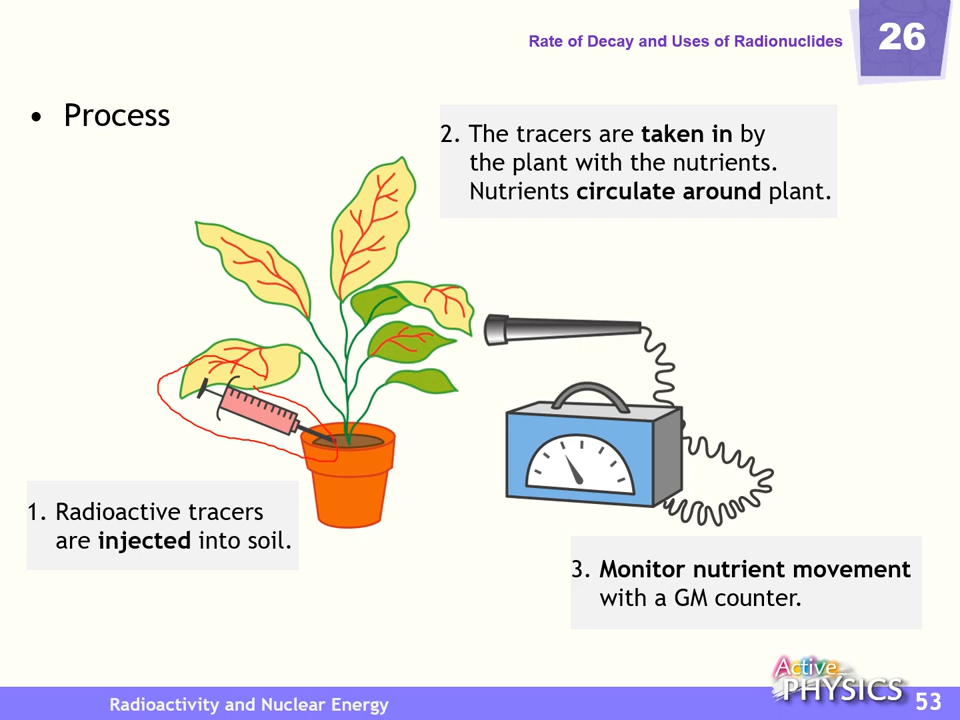 Rate of Decay and Uses of Radionuclides
26
• Process
2. The tracers are taken in by
the plant with the nutrients.
Nutrients circulate around plant.
1. Radioactive tracers
are injected into soil.
3. Monitor nutrient movement
with a GM counter.
Active
PHYSICS
Radioactivity and Nuclear Energy
53